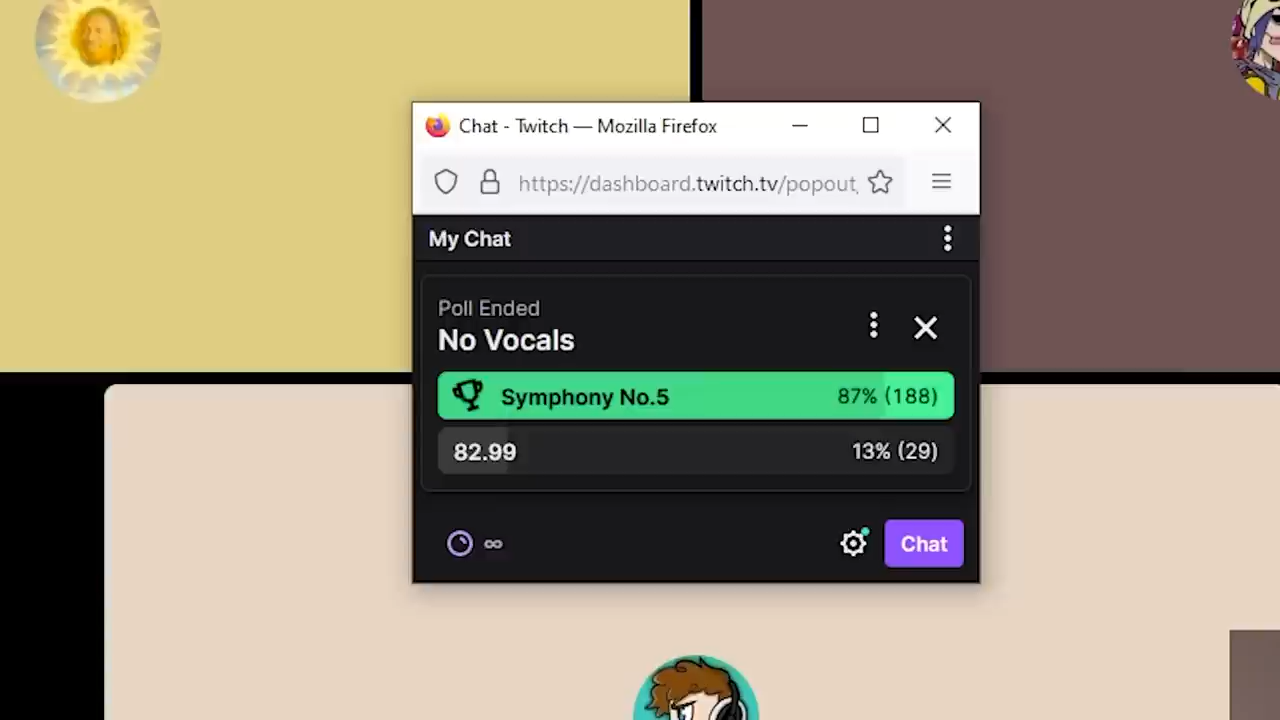 Chat - Twitch — Mozilla Firefox
https://dashboard.twitch.tv/popout
My Chat
Poll Ended
No Vocals
Symphony No.5 87% (188)
82.99 13% (29)
∞
Chat